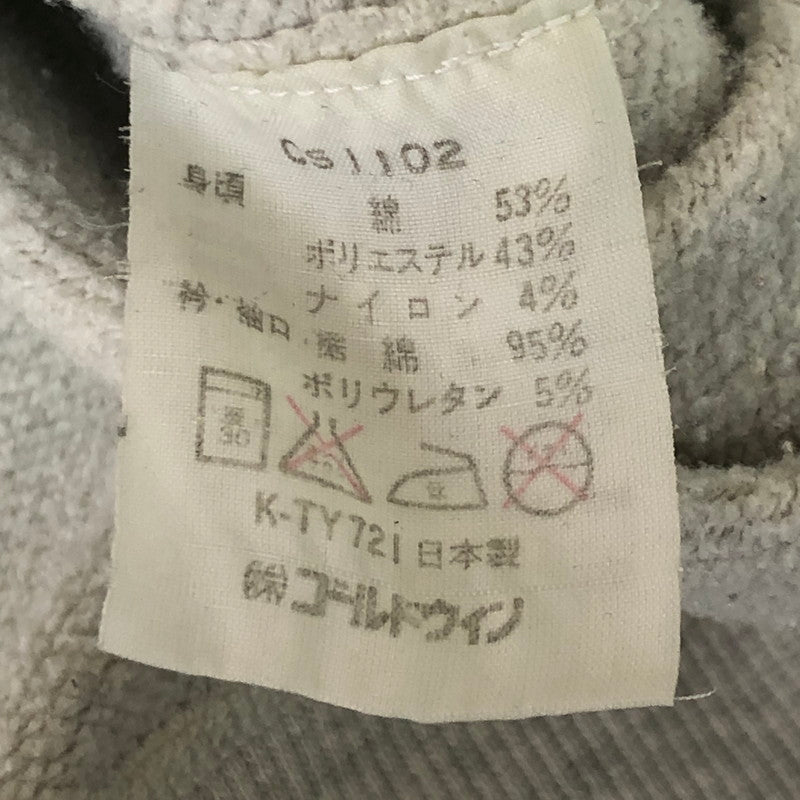 CS1102
身頃 綿 53%
ポリエステル 43%
ナイロン 4%
衿・袖口・裾 綿 95%
ポリウレタン 5%
30
K-TY721 日本製
㈱ゴールドウイン